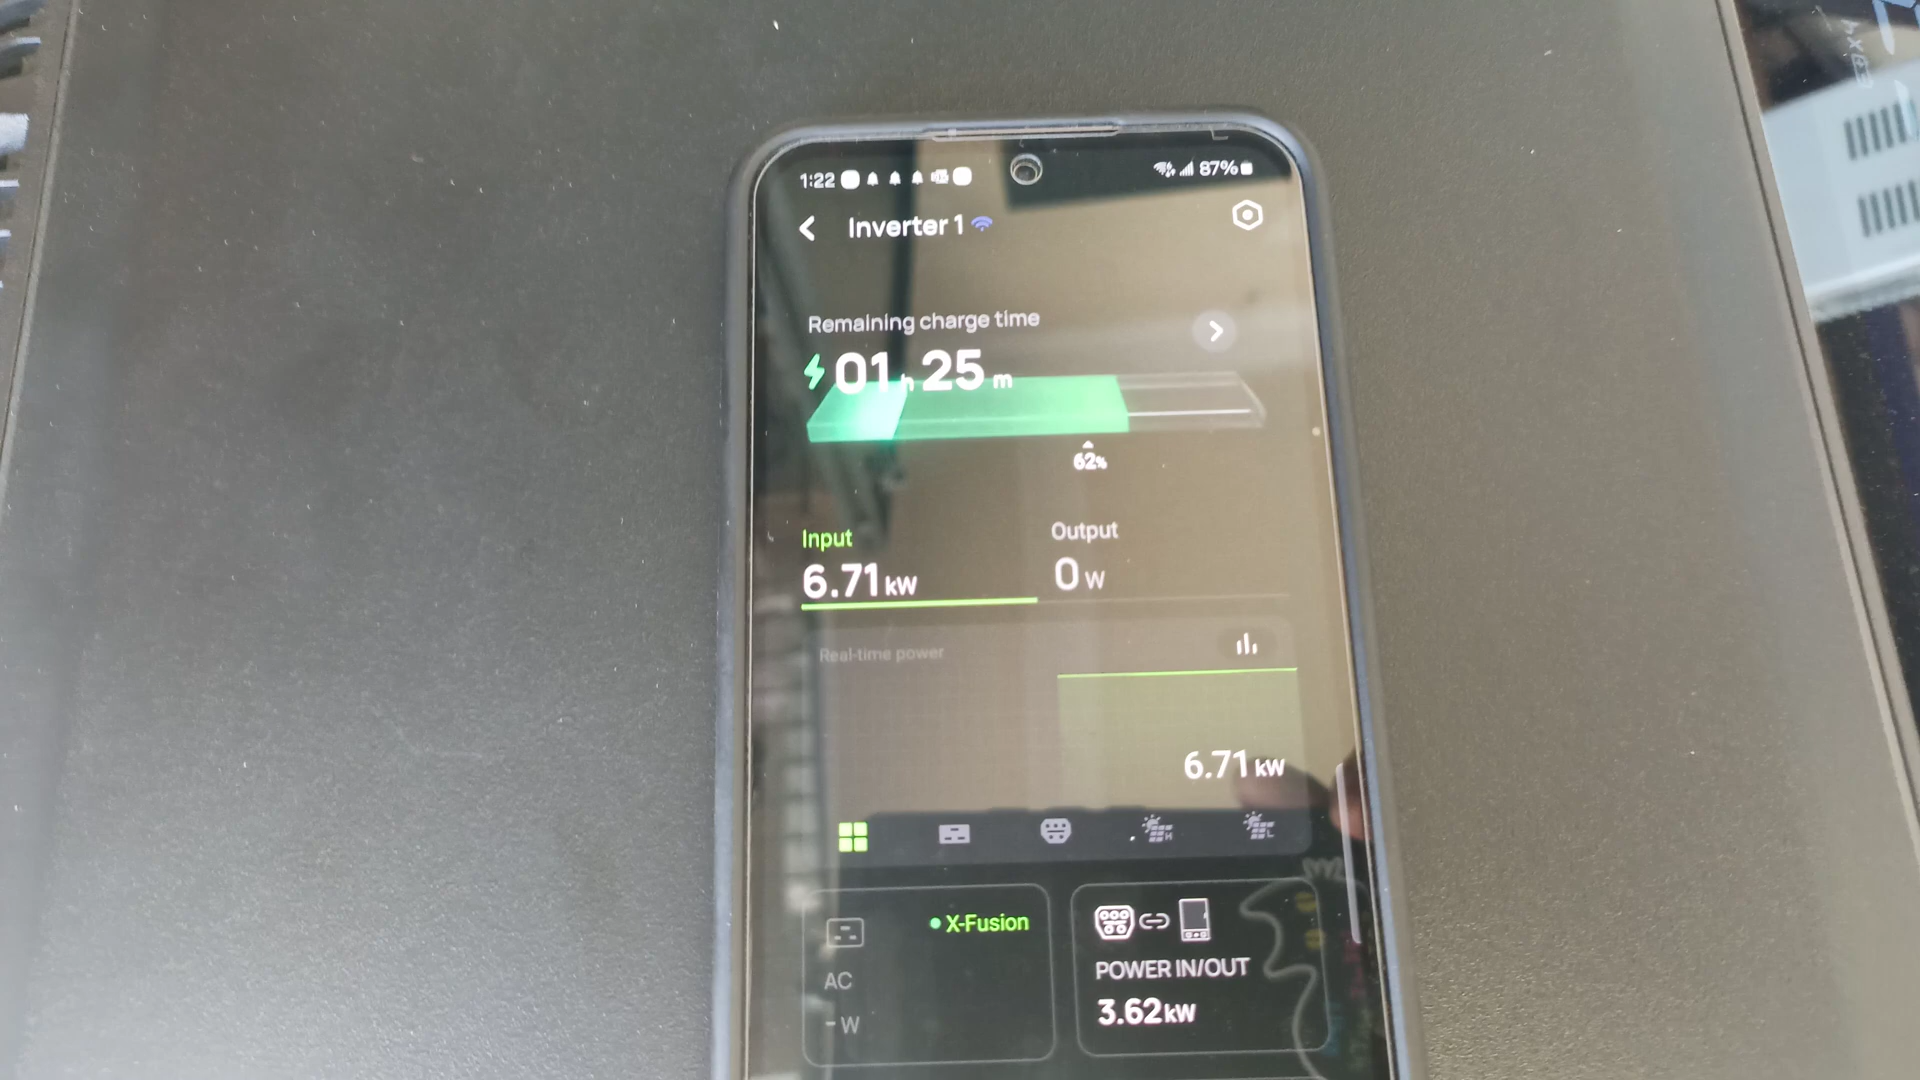 1:22
87%
Inverter 1
Remaining charge time
01 h 25 m
62%
Input
Output
6.71 kW
0 W
Real-time power
6.71 kW
H
L
X-Fusion
AC
- W
POWER IN/OUT
3.62 kW